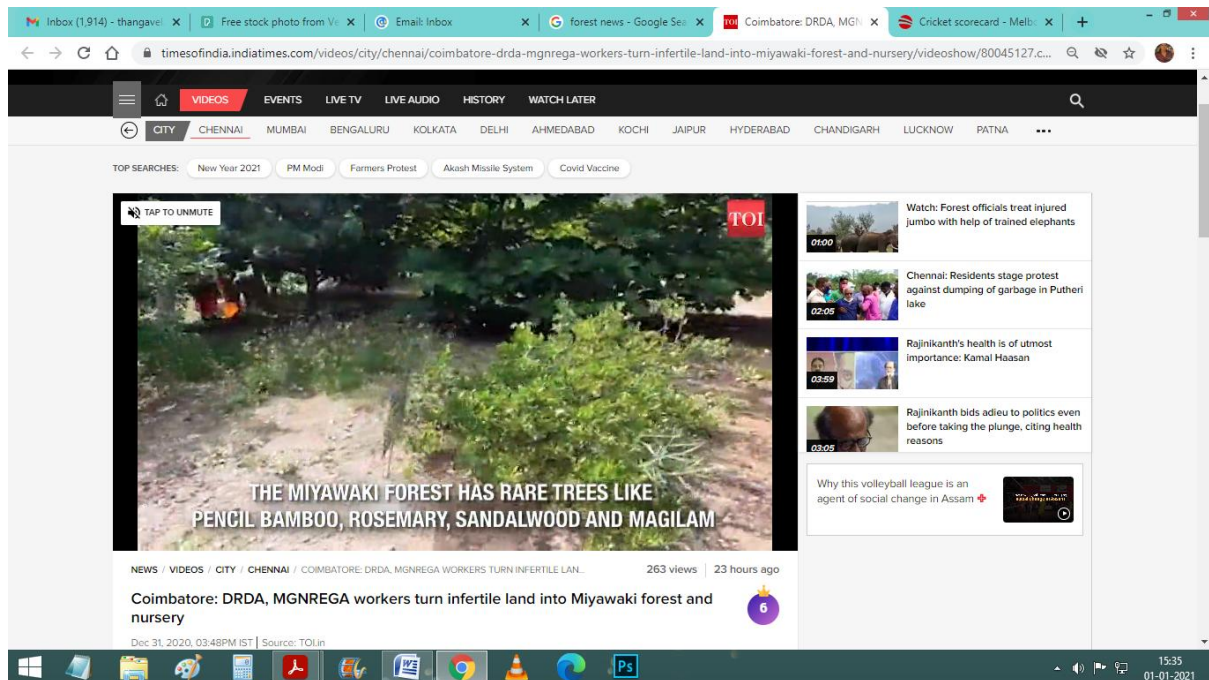 Inbox (1,914) - thangavel
Free stock photo from Ve
Email: Inbox
forest news - Google Sea
Coimbatore: DRDA, MGN
Cricket scorecard - Melbo
timesofindia.indiatimes.com/videos/city/chennai/coimbatore-drda-mgnrega-workers-turn-infertile-land-into-miyawaki-forest-and-nursery/videoshow/80045127.c...
VIDEOS EVENTS LIVE TV LIVE AUDIO HISTORY WATCH LATER
CITY CHENNAI MUMBAI BENGALURU KOLKATA DELHI AHMEDABAD KOCHI JAIPUR HYDERABAD CHANDIGARH LUCKNOW PATNA ...
TOP SEARCHES: New Year 2021 PM Modi Farmers Protest Akash Missile System Covid Vaccine
TAP TO UNMUTE
TOI
THE MIYAWAKI FOREST HAS RARE TREES LIKE
PENCIL BAMBOO, ROSEMARY, SANDALWOOD AND MAGILAM
NEWS / VIDEOS / CITY / CHENNAI / COIMBATORE: DRDA, MGNREGA WORKERS TURN INFERTILE LAN...
263 views | 23 hours ago
Coimbatore: DRDA, MGNREGA workers turn infertile land into Miyawaki forest and
nursery
6
Dec 31, 2020, 03:48PM IST | Source: TOI.in
Watch: Forest officials treat injured
jumbo with help of trained elephants
01:00
Chennai: Residents stage protest
against dumping of garbage in Putheri
lake
02:05
Rajinikanth's health is of utmost
importance: Kamal Haasan
03:59
Rajinikanth bids adieu to politics even
before taking the plunge, citing health
reasons
03:05
Why this volleyball league is an
agent of social change in Assam
Ps
15:35
01-01-2021